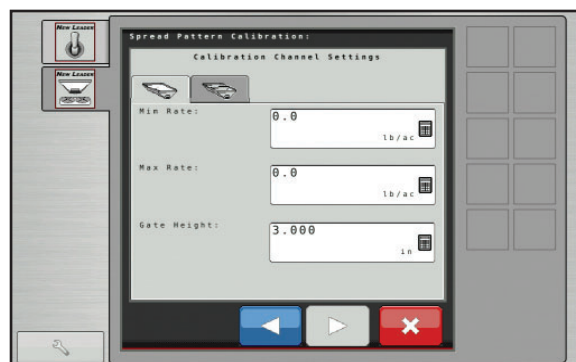 New Leader
New Leader
Spread Pattern Calibration:
Calibration Channel Settings
Min Rate:
0.0
lb/ac
Max Rate:
0.0
lb/ac
Gate Height:
3.000
in